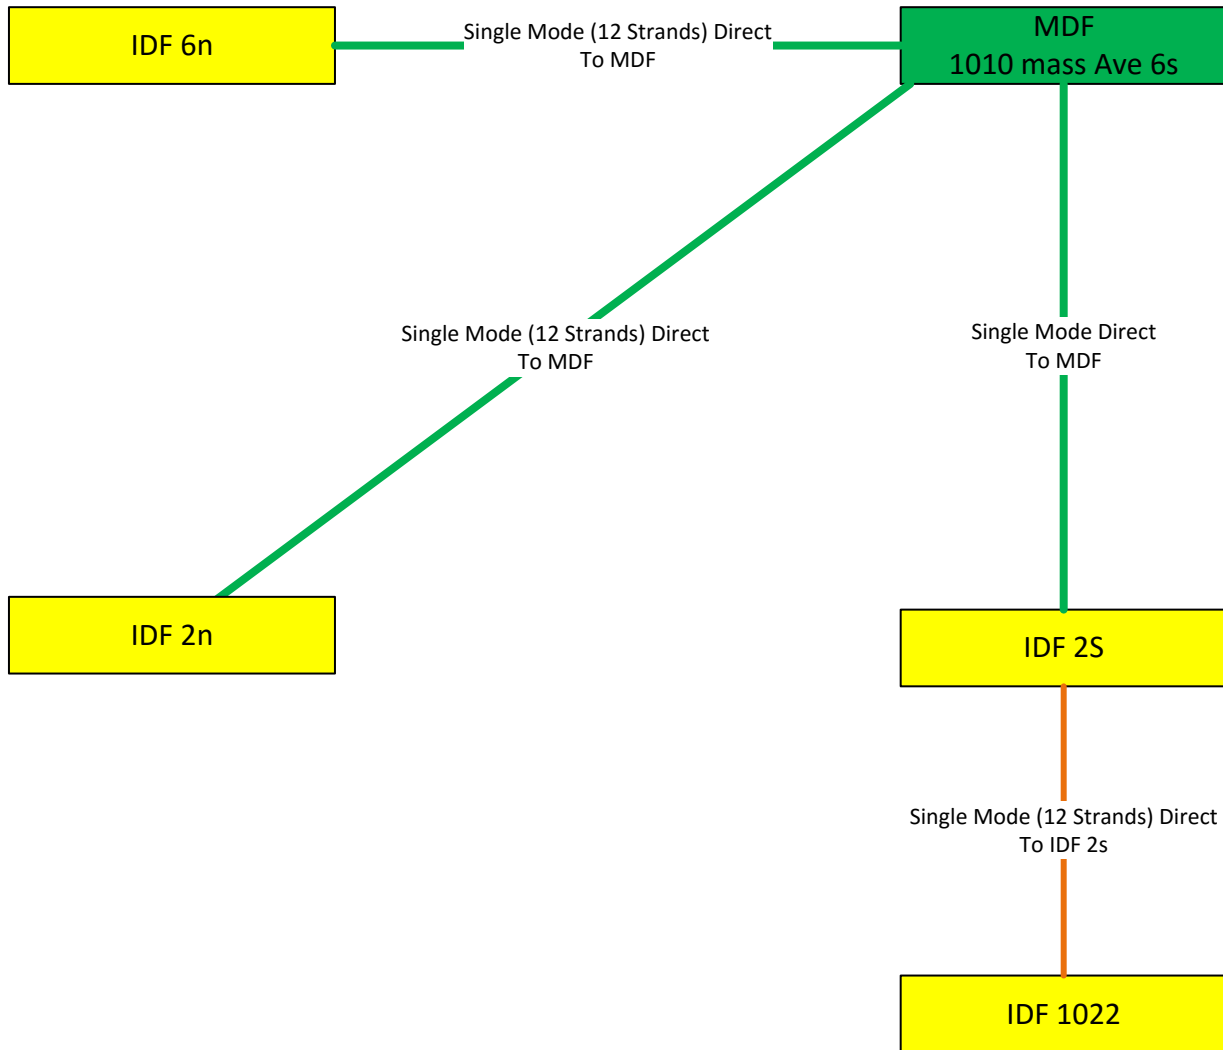 IDF 6n
Single Mode (12 Strands) Direct
To MDF
MDF
1010 mass Ave 6s
Single Mode (12 Strands) Direct
To MDF
Single Mode Direct
To MDF
IDF 2n
IDF 2S
Single Mode (12 Strands) Direct
To IDF 2s
IDF 1022